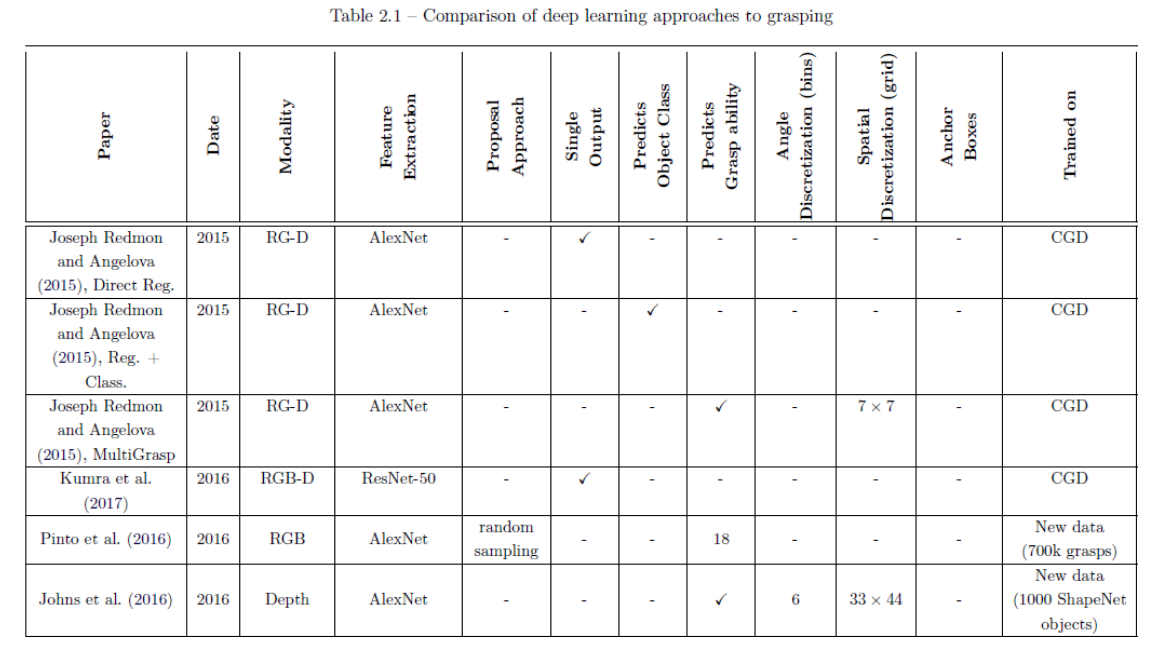 Table 2.1 – Comparison of deep learning approaches to grasping
Paper
Date
Modality
Feature
Extraction
Proposal
Approach
Single
Output
Predicts
Object Class
Predicts
Grasp ability
Angle
Discretization (bins)
Spatial
Discretization (grid)
Anchor
Boxes
Trained on
Joseph Redmon 2015 RG-D AlexNet - ✓ - - - - - CGD
and Angelova
(2015), Direct Reg.
Joseph Redmon 2015 RG-D AlexNet - - ✓ - - - - CGD
and Angelova
(2015), Reg. +
Class.
Joseph Redmon 2015 RG-D AlexNet - - - ✓ - 7 × 7 - CGD
and Angelova
(2015), MultiGrasp
Kumra et al. 2016 RGB-D ResNet-50 - ✓ - - - - - CGD
(2017)
random New data
Pinto et al. (2016) 2016 RGB AlexNet - - 18 - - -
sampling (700k grasps)
New data
Johns et al. (2016) 2016 Depth AlexNet - - - ✓ 6 33 × 44 - (1000 ShapeNet
objects)